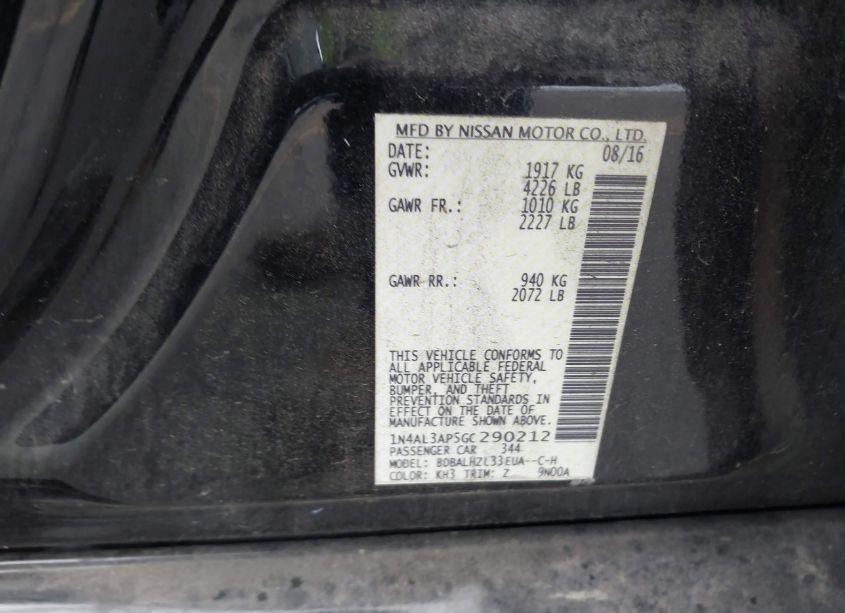 MFD BY NISSAN MOTOR CO., LTD.
DATE: 08/16
GVWR: 1917 KG
4226 LB
GAWR FR.: 1010 KG
2227 LB
GAWR RR.: 940 KG
2072 LB
THIS VEHICLE CONFORMS TO
ALL APPLICABLE FEDERAL
MOTOR VEHICLE SAFETY,
BUMPER, AND THEFT
PREVENTION STANDARDS IN
EFFECT ON THE DATE OF
MANUFACTURE SHOWN ABOVE.
1N4AL3AP5GC290212
PASSENGER CAR 344
MODEL: BDBALHZL33EUA--C-H
COLOR: KH3 TRIM: Z 9N00A